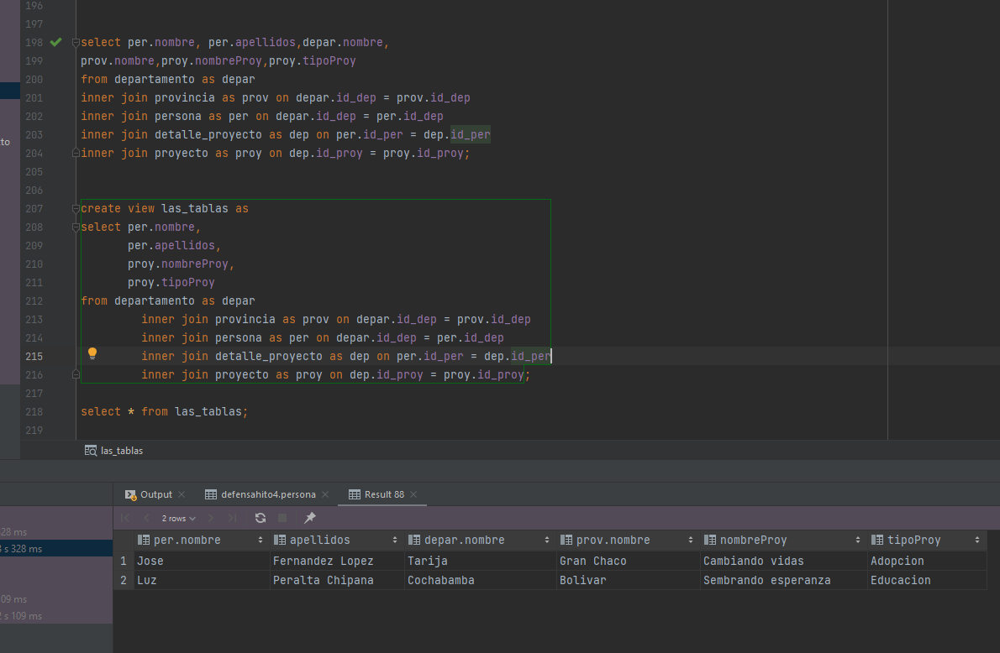 196
197
198 select per.nombre, per.apellidos,depar.nombre,
199 prov.nombre,proy.nombreProy,proy.tipoProy
200 from departamento as depar
201 inner join provincia as prov on depar.id_dep = prov.id_dep
202 inner join persona as per on depar.id_dep = per.id_dep
203 inner join detalle_proyecto as dep on per.id_per = dep.id_per
204 inner join proyecto as proy on dep.id_proy = proy.id_proy;
205
206
207 create view las_tablas as
208 select per.nombre,
209 per.apellidos,
210 proy.nombreProy,
211 proy.tipoProy
212 from departamento as depar
213 inner join provincia as prov on depar.id_dep = prov.id_dep
214 inner join persona as per on depar.id_dep = per.id_dep
215 inner join detalle_proyecto as dep on per.id_per = dep.id_per
216 inner join proyecto as proy on dep.id_proy = proy.id_proy;
217
218 select * from las_tablas;
219
to
las_tablas
Output defensahito4.persona Result 88
2 rows
28 ms
s 328 ms
09 ms
s 109 ms
per.nombre apellidos depar.nombre prov.nombre nombreProy tipoProy
1 Jose Fernandez Lopez Tarija Gran Chaco Cambiando vidas Adopcion
2 Luz Peralta Chipana Cochabamba Bolivar Sembrando esperanza Educacion